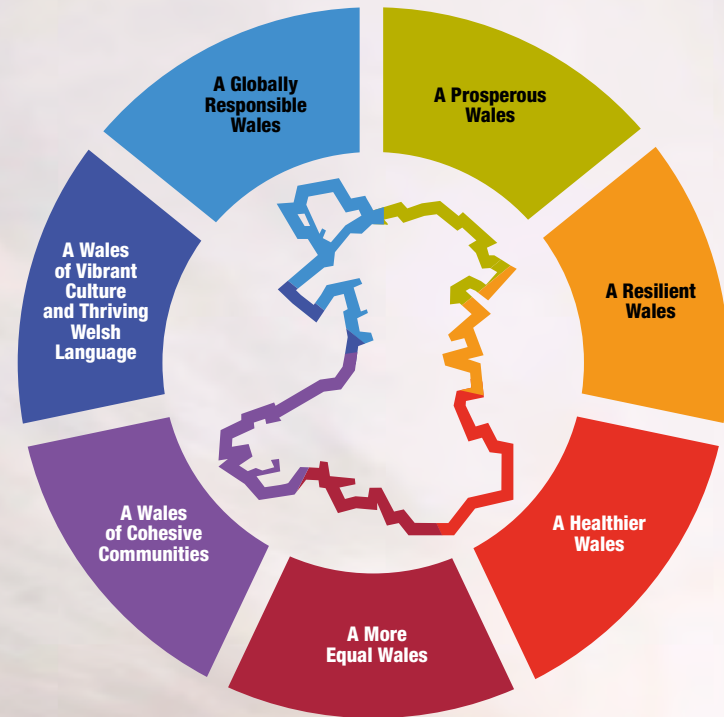 A Globally
Responsible
Wales
A Prosperous
Wales
A Resilient
Wales
A Healthier
Wales
A More
Equal Wales
A Wales
of Cohesive
Communities
A Wales
of Vibrant
Culture
and Thriving
Welsh
Language